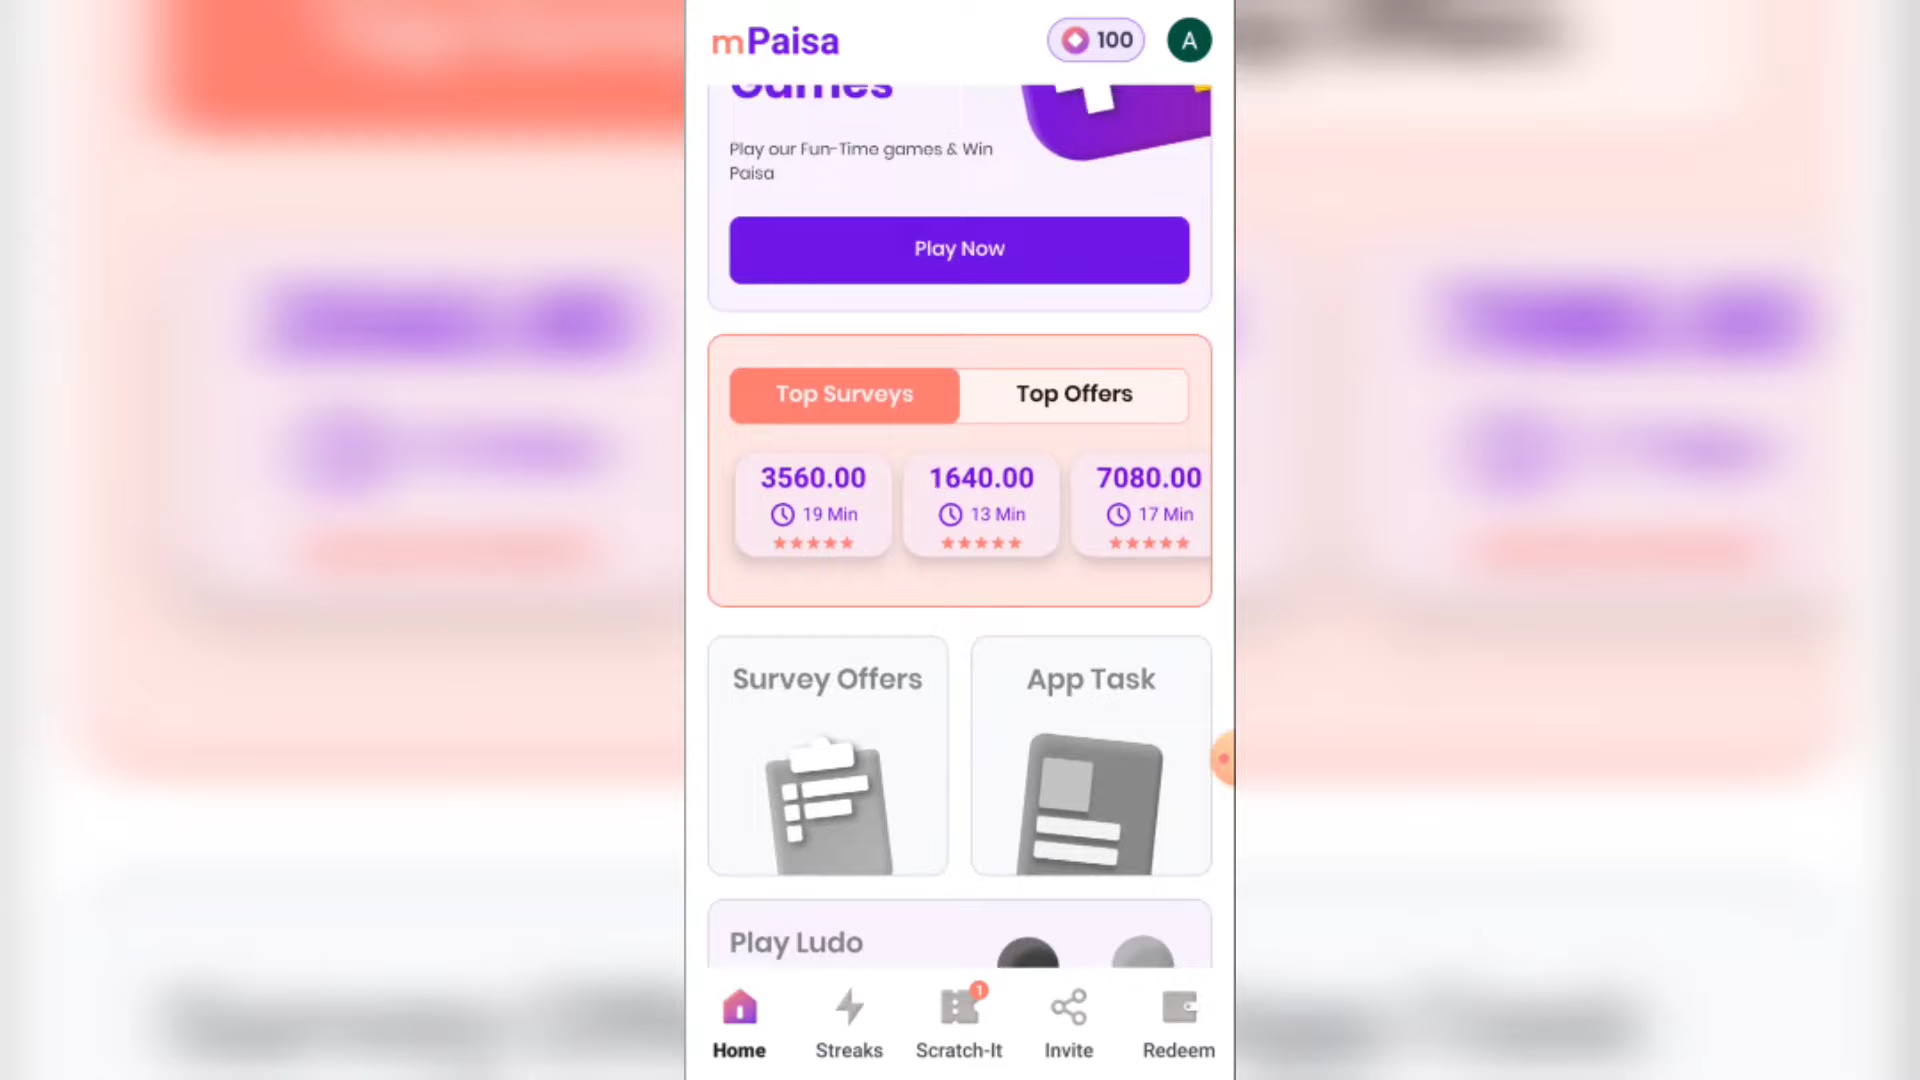 mPaisa
100
A
Games
Play our Fun-Time games & Win
Paisa
Play Now
Top Surveys
Top Offers
3560.00
1640.00
7080.00
19 Min
13 Min
17 Min
Survey Offers
App Task
Play Ludo
1
Home
Streaks
Scratch-It
Invite
Redeem